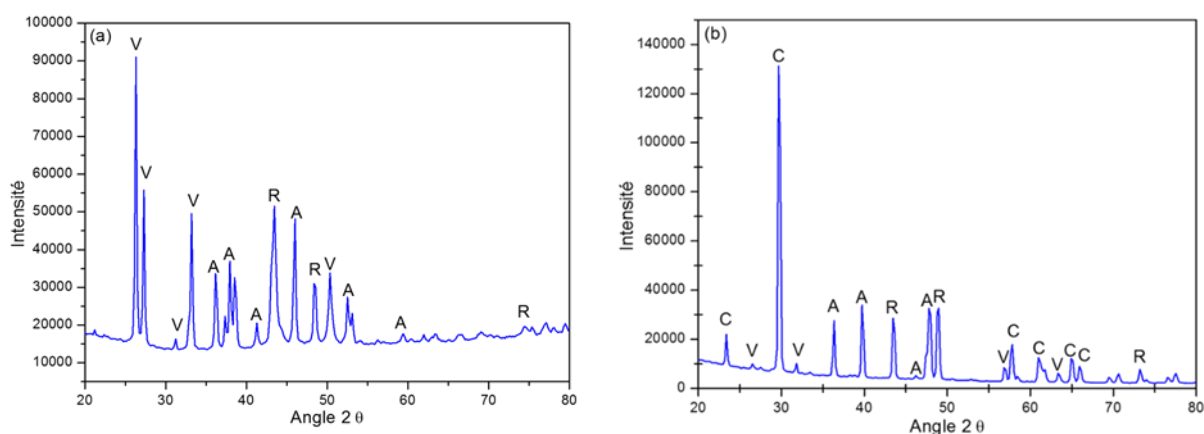 (a)
V
V
V
V
A
A
A
R
A
R
V
A
A
R
100000
90000
80000
70000
60000
50000
40000
30000
20000
10000
Intensité
20 30 40 50 60 70 80
Angle 2 θ
(b)
C
V
C
V
A
A
R
A
A
R
V
C
C
V
C
C
R
140000
120000
100000
80000
60000
40000
20000
0
Intensité
20 30 40 50 60 70 80
Angle 2 θ